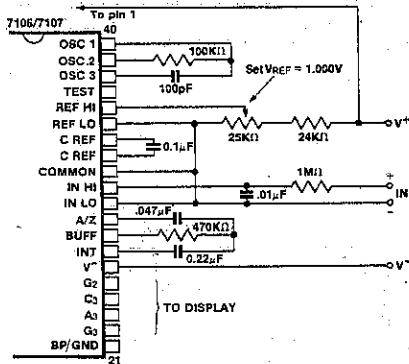 To pin 1
7106/7107
40
OSC 1
100KΩ
OSC.2
OSC 3
100pF
TEST
Set VREF = 1.000V
REF HI
REF LO
V+
25KΩ
24KΩ
C REF
0.1μF
C REF
COMMON
1MΩ
IN HI
+
.01μF
IN
IN LO
−
.047μF
A/Z
470KΩ
BUFF
INT
0.22μF
V−
V−
G2
C3
TO DISPLAY
A3
G3
BP/GND
21